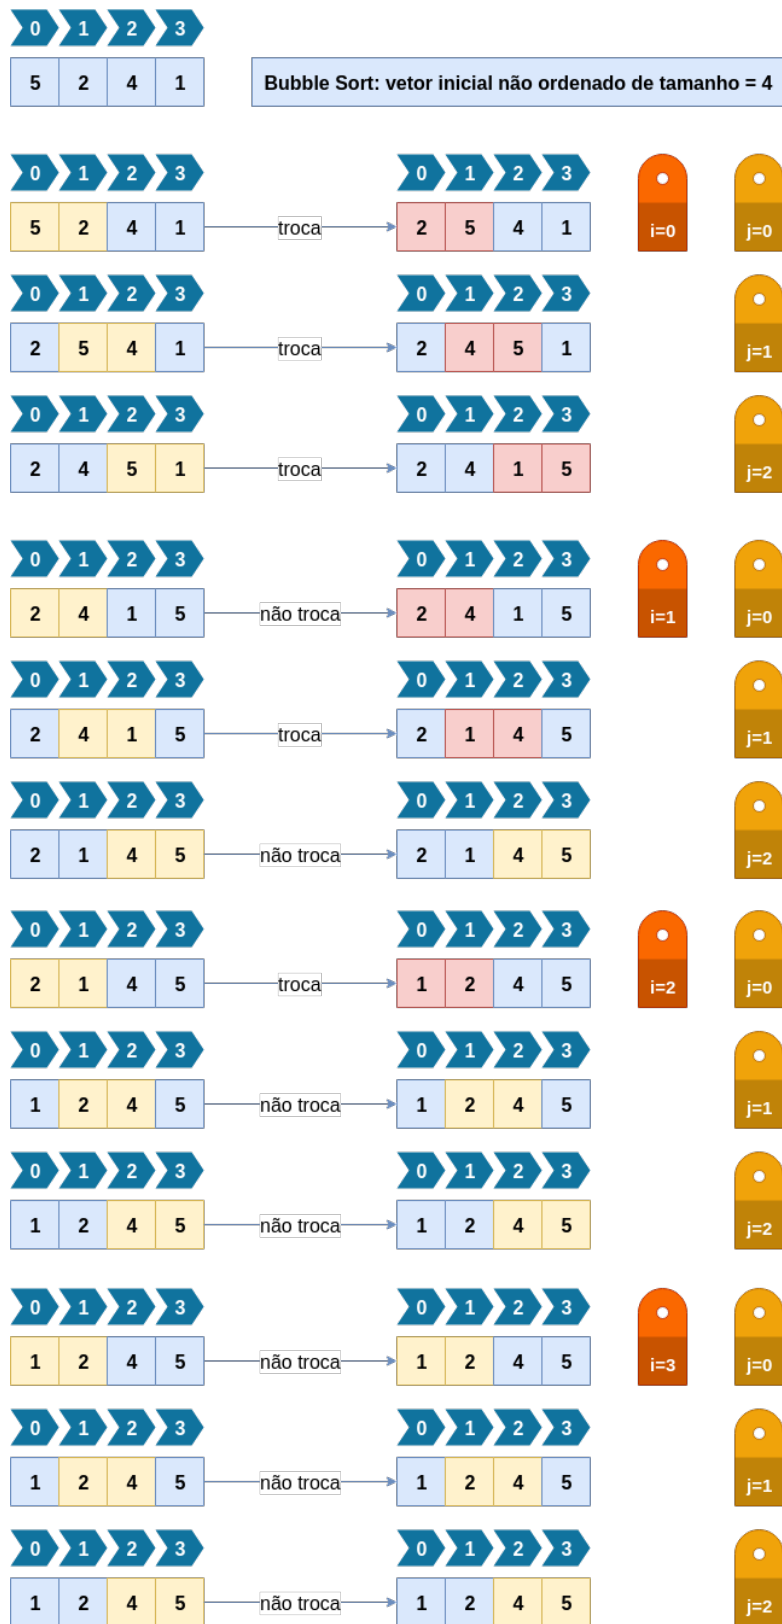 0 1 2 3
5 2 4 1 Bubble Sort: vetor inicial não ordenado de tamanho = 4
0 1 2 3 0 1 2 3
5 2 4 1 troca 2 5 4 1 i=0 j=0
0 1 2 3 0 1 2 3
2 5 4 1 troca 2 4 5 1 j=1
0 1 2 3 0 1 2 3
2 4 5 1 troca 2 4 1 5 j=2
0 1 2 3 0 1 2 3
2 4 1 5 não troca 2 4 1 5 i=1 j=0
0 1 2 3 0 1 2 3
2 4 1 5 troca 2 1 4 5 j=1
0 1 2 3 0 1 2 3
2 1 4 5 não troca 2 1 4 5 j=2
0 1 2 3 0 1 2 3
2 1 4 5 troca 1 2 4 5 i=2 j=0
0 1 2 3 0 1 2 3
1 2 4 5 não troca 1 2 4 5 j=1
0 1 2 3 0 1 2 3
1 2 4 5 não troca 1 2 4 5 j=2
0 1 2 3 0 1 2 3
1 2 4 5 não troca 1 2 4 5 i=3 j=0
0 1 2 3 0 1 2 3
1 2 4 5 não troca 1 2 4 5 j=1
0 1 2 3 0 1 2 3
1 2 4 5 não troca 1 2 4 5 j=2